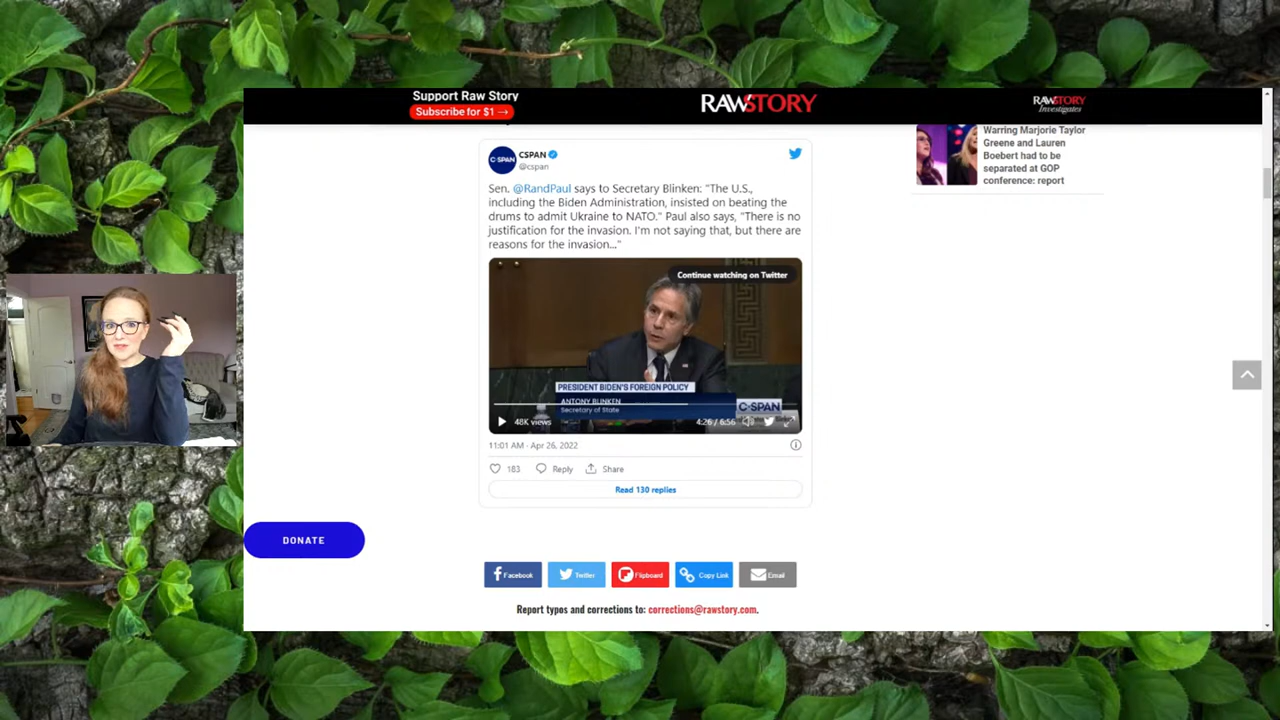 Support Raw Story
Subscribe for $1 →
RAWSTORY
RAWSTORY
Investigates
Warring Marjorie Taylor
Greene and Lauren
Boebert had to be
separated at GOP
conference: report
C-SPAN
CSPAN
@cspan
Sen. @RandPaul says to Secretary Blinken: "The U.S.,
including the Biden Administration, insisted on beating the
drums to admit Ukraine to NATO." Paul also says, "There is no
justification for the invasion. I'm not saying that, but there are
reasons for the invasion..."
Continue watching on Twitter
PRESIDENT BIDEN'S FOREIGN POLICY
ANTONY BLINKEN
Secretary of State
C-SPAN
48K views
4:26 / 6:56
11:01 AM · Apr 26, 2022
183
Reply
Share
Read 130 replies
DONATE
Facebook
Twitter
Flipboard
Copy Link
Email
Report typos and corrections to: corrections@rawstory.com.